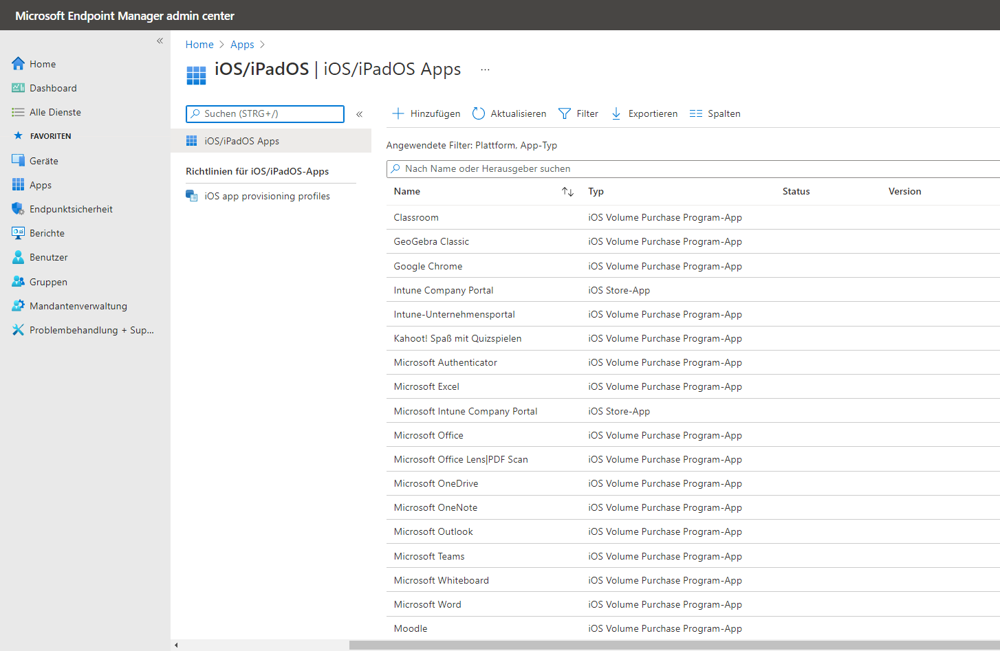 Microsoft Endpoint Manager admin center
Home
Dashboard
Alle Dienste
FAVORITEN
Geräte
Apps
Endpunktsicherheit
Berichte
Benutzer
Gruppen
Mandantenverwaltung
Problembehandlung + Sup...
Home > Apps >
iOS/iPadOS | iOS/iPadOS Apps ...
Suchen (STRG+/)
iOS/iPadOS Apps
Richtlinien für iOS/iPadOS-Apps
iOS app provisioning profiles
Hinzufügen Aktualisieren Filter Exportieren Spalten
Angewendete Filter: Plattform, App-Typ
Nach Name oder Herausgeber suchen
Name Typ Status Version
Classroom iOS Volume Purchase Program-App
GeoGebra Classic iOS Volume Purchase Program-App
Google Chrome iOS Volume Purchase Program-App
Intune Company Portal iOS Store-App
Intune-Unternehmensportal iOS Volume Purchase Program-App
Kahoot! Spaß mit Quizspielen iOS Volume Purchase Program-App
Microsoft Authenticator iOS Volume Purchase Program-App
Microsoft Excel iOS Volume Purchase Program-App
Microsoft Intune Company Portal iOS Store-App
Microsoft Office iOS Volume Purchase Program-App
Microsoft Office Lens|PDF Scan iOS Volume Purchase Program-App
Microsoft OneDrive iOS Volume Purchase Program-App
Microsoft OneNote iOS Volume Purchase Program-App
Microsoft Outlook iOS Volume Purchase Program-App
Microsoft Teams iOS Volume Purchase Program-App
Microsoft Whiteboard iOS Volume Purchase Program-App
Microsoft Word iOS Volume Purchase Program-App
Moodle iOS Volume Purchase Program-App